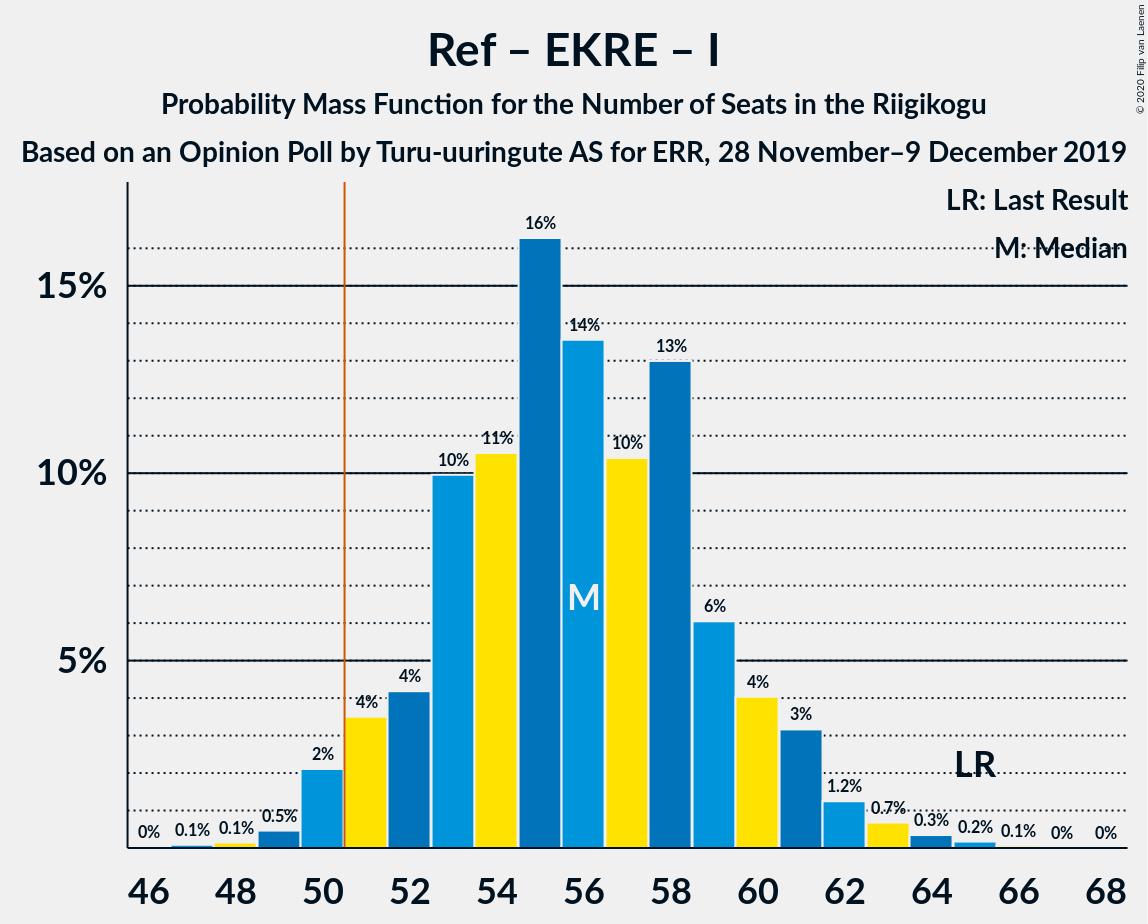 Ref – EKRE – I
Probability Mass Function for the Number of Seats in the Riigikogu
Based on an Opinion Poll by Turu-uuringute AS for ERR, 28 November–9 December 2019
© 2020 Filip van Laenen
LR: Last Result
M: Median
15%
10%
5%
0%
0.1%
0.1%
0.5%
2%
4%
4%
10%
11%
16%
14%
10%
13%
6%
4%
3%
1.2%
0.7%
0.3%
0.2%
0.1%
0%
0%
M
LR
46 48 50 52 54 56 58 60 62 64 66 68